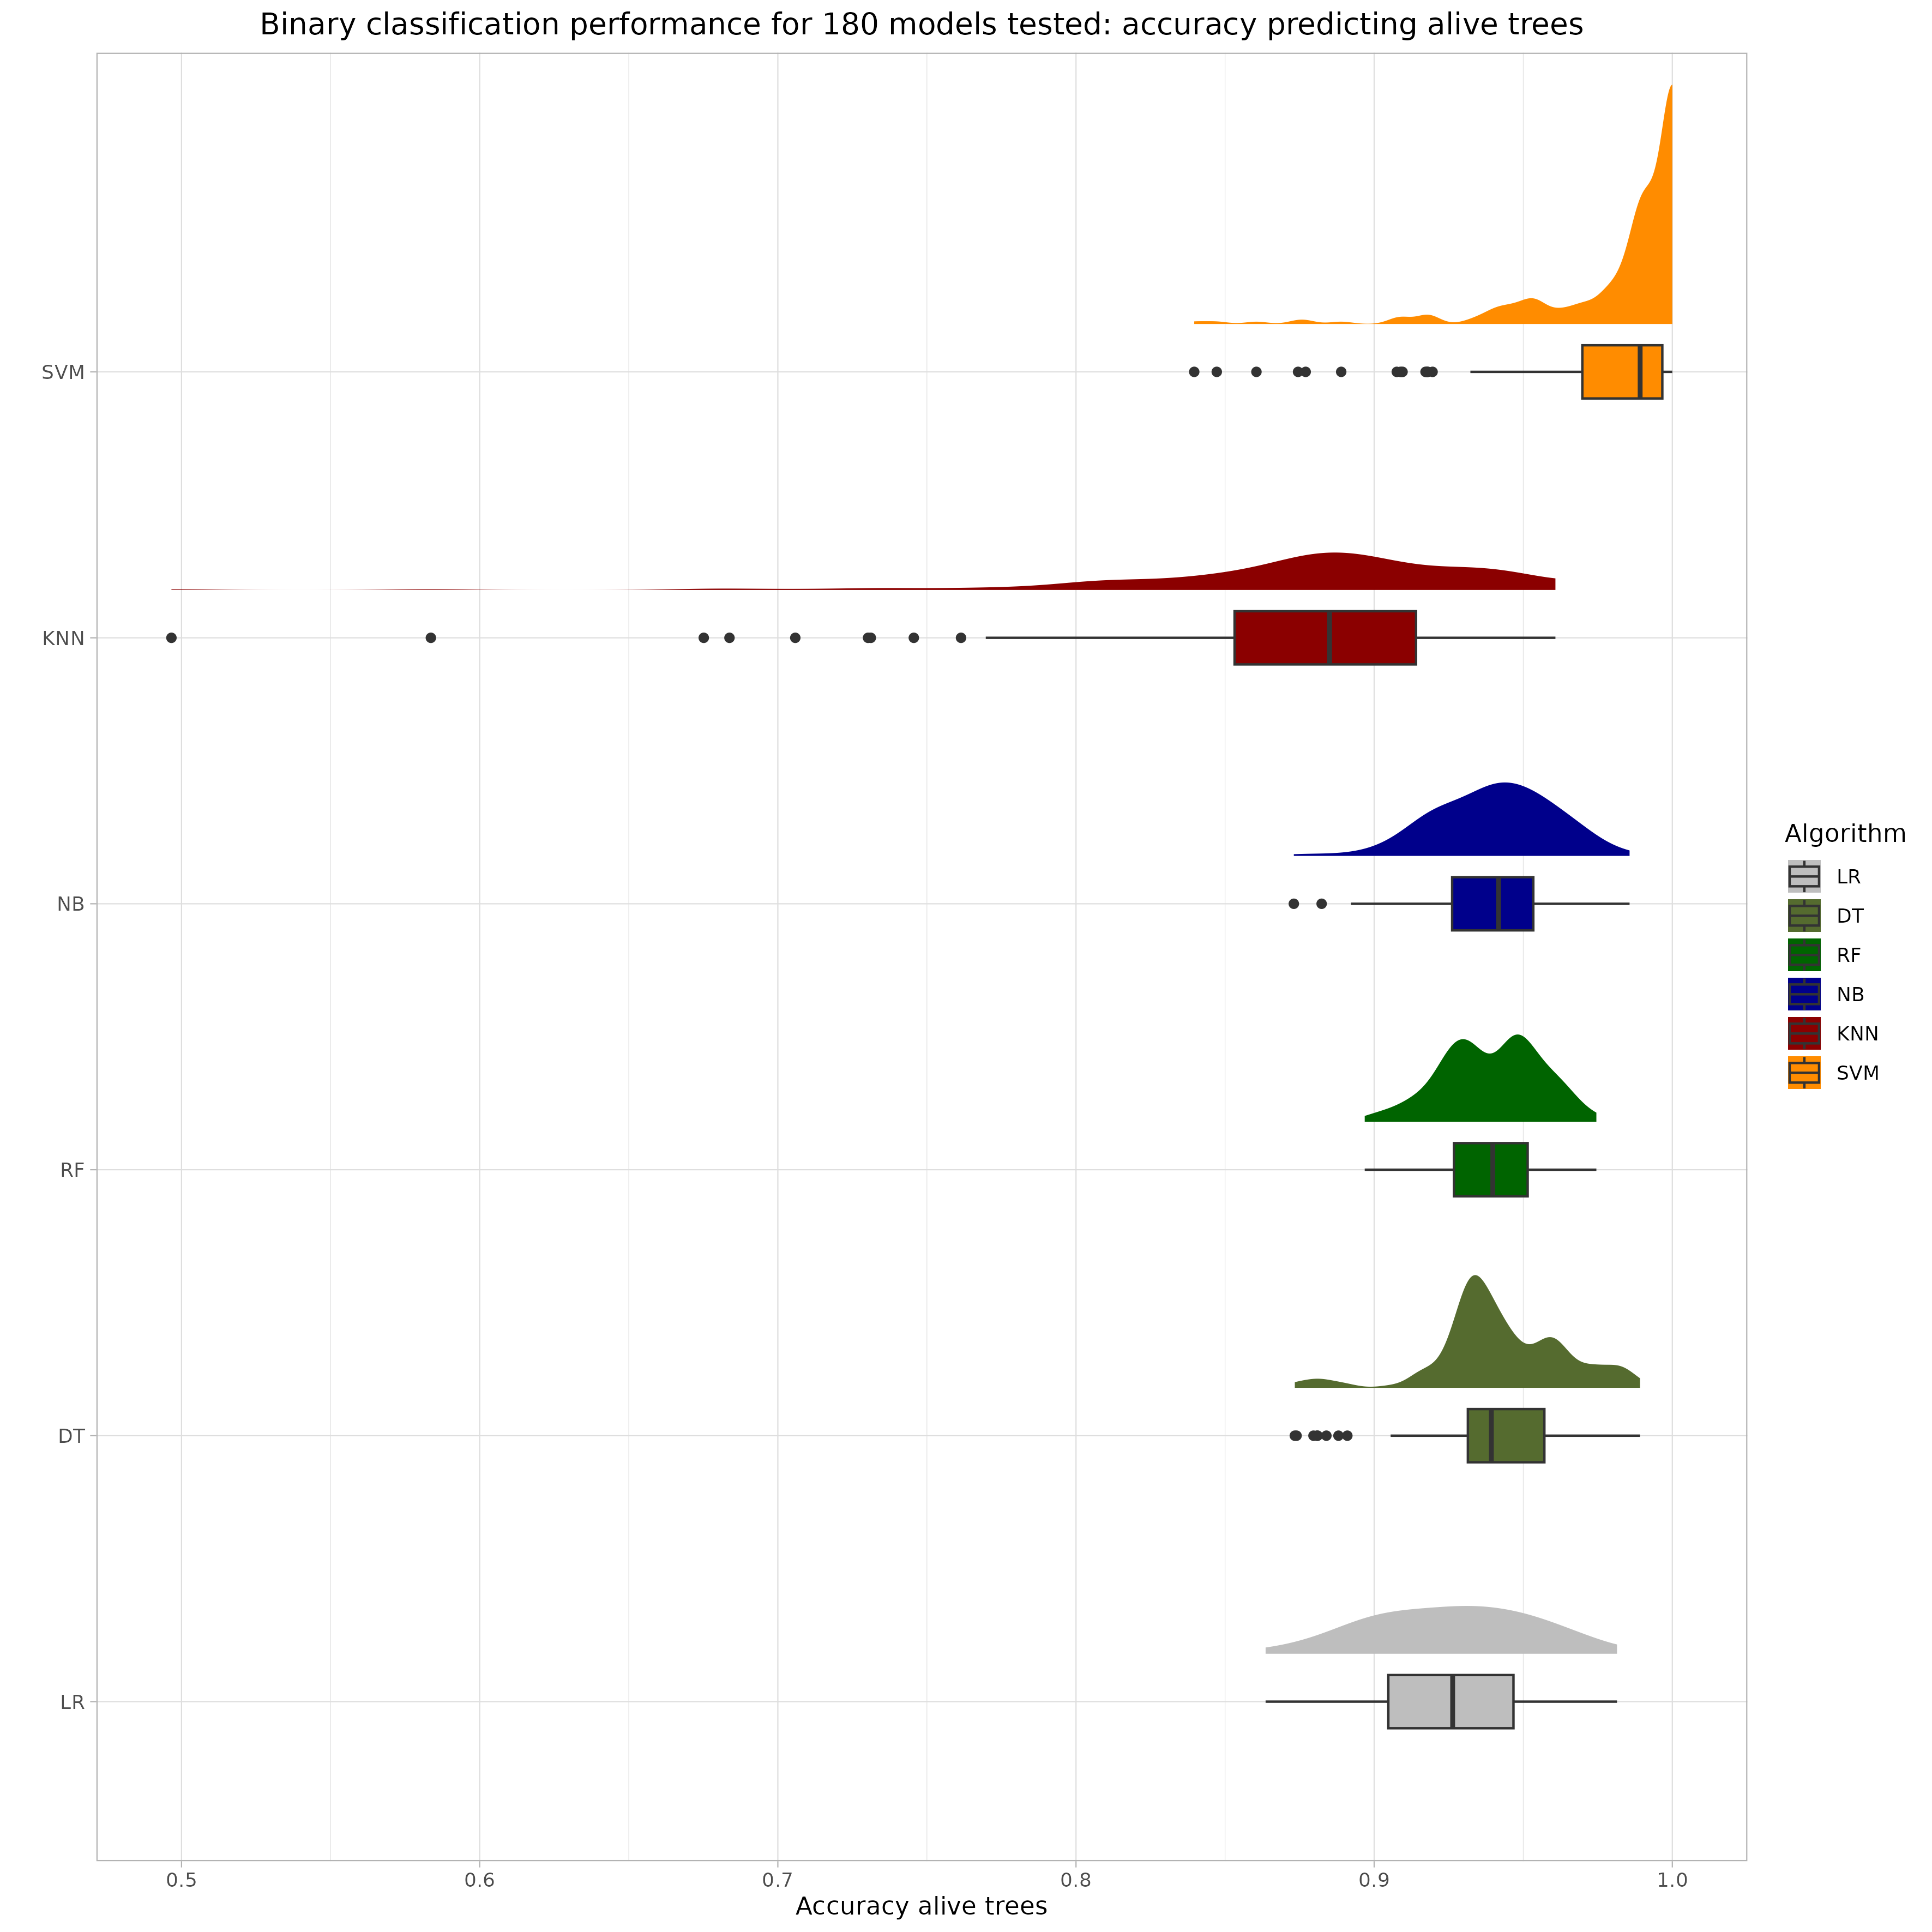 Binary classification performance for 180 models tested: accuracy predicting alive trees
SVM
KNN
NB
RF
DT
LR
0.5 0.6 0.7 0.8 0.9 1.0
Accuracy alive trees
Algorithm
LR
DT
RF
NB
KNN
SVM